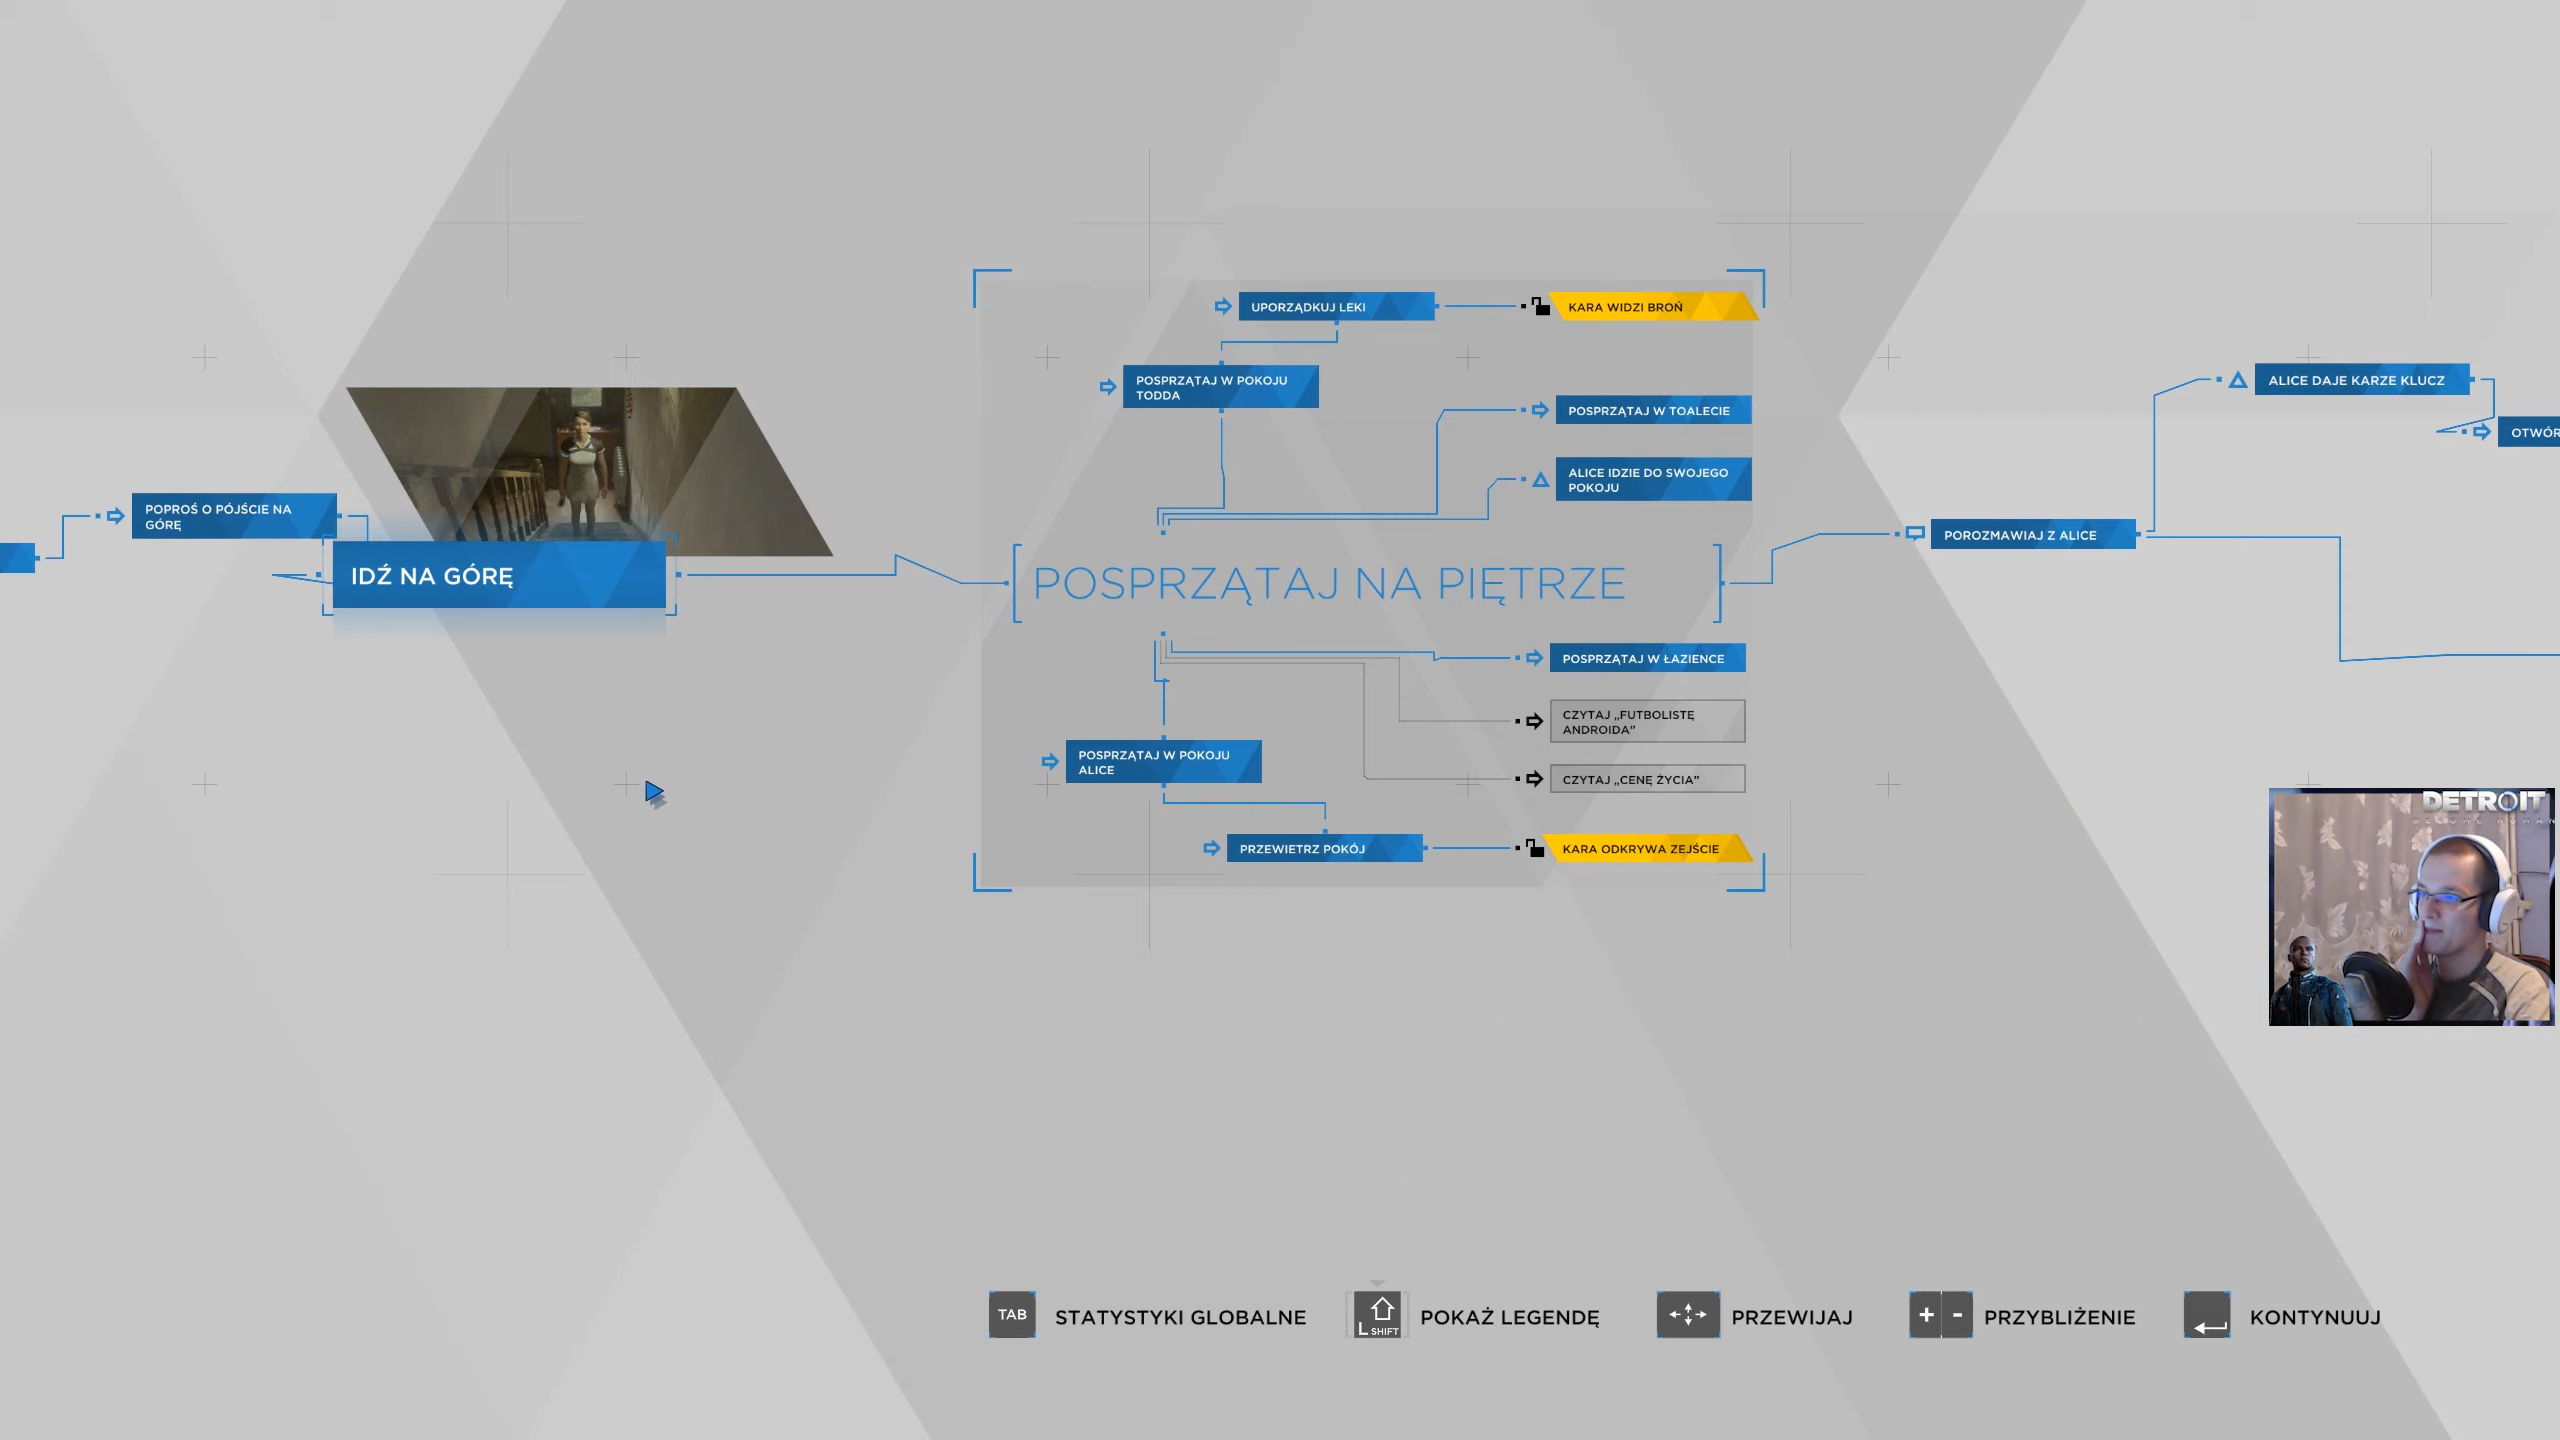 UPORZĄDKUJ LEKI
KARA WIDZI BROŃ
POSPRZĄTAJ W POKOJU
TODDA
ALICE DAJE KARZE KLUCZ
POSPRZĄTAJ W TOALECIE
OTWÓR
ALICE IDZIE DO SWOJEGO
POKOJU
POPROŚ O PÓJŚCIE NA
GÓRĘ
POROZMAWIAJ Z ALICE
IDŹ NA GÓRĘ
POSPRZĄTAJ NA PIĘTRZE
POSPRZĄTAJ W ŁAZIENCE
CZYTAJ „FUTBOLISTĘ
ANDROIDA”
POSPRZĄTAJ W POKOJU
ALICE
CZYTAJ „CENĘ ŻYCIA”
DETROIT
BECOME HUMAN
PRZEWIETRZ POKÓJ
KARA ODKRYWA ZEJŚCIE
TAB STATYSTYKI GLOBALNE
L SHIFT POKAŻ LEGENDĘ
PRZEWIJAJ
+ - PRZYBLIŻENIE
KONTYNUUJ